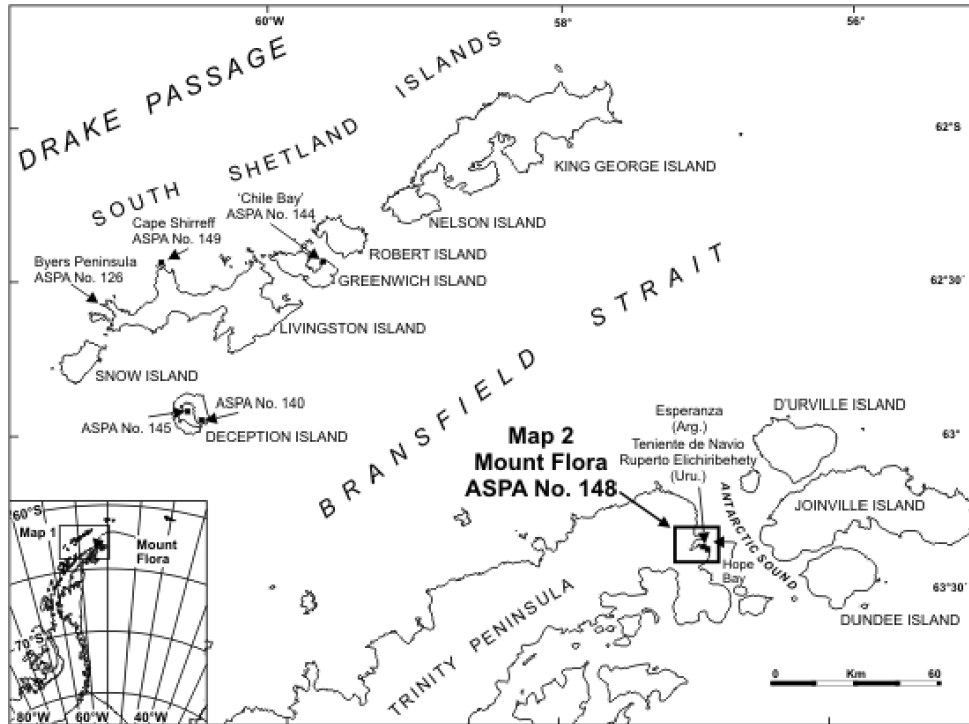 60°W
58°
56°
DRAKE PASSAGE
SOUTH SHETLAND ISLANDS
62°S
KING GEORGE ISLAND
'Chile Bay'
ASPA No. 144
NELSON ISLAND
Cape Shirreff
ASPA No. 149
ROBERT ISLAND
Byers Peninsula
ASPA No. 126
GREENWICH ISLAND
62°30´
LIVINGSTON ISLAND
SNOW ISLAND
BRANSFIELD STRAIT
ASPA No. 140
ASPA No. 145
DECEPTION ISLAND
D'URVILLE ISLAND
Esperanza
(Arg.)
Teniente de Navio
Ruperto Elichiribehety
(Uru.)
63°
Map 2
Mount Flora
ASPA No. 148
ANTARCTIC SOUND
JOINVILLE ISLAND
Hope
Bay
63°30´
DUNDEE ISLAND
TRINITY PENINSULA
60°S
Map 1
Mount
Flora
70°S
80°W
60°W
40°W
0 Km 60